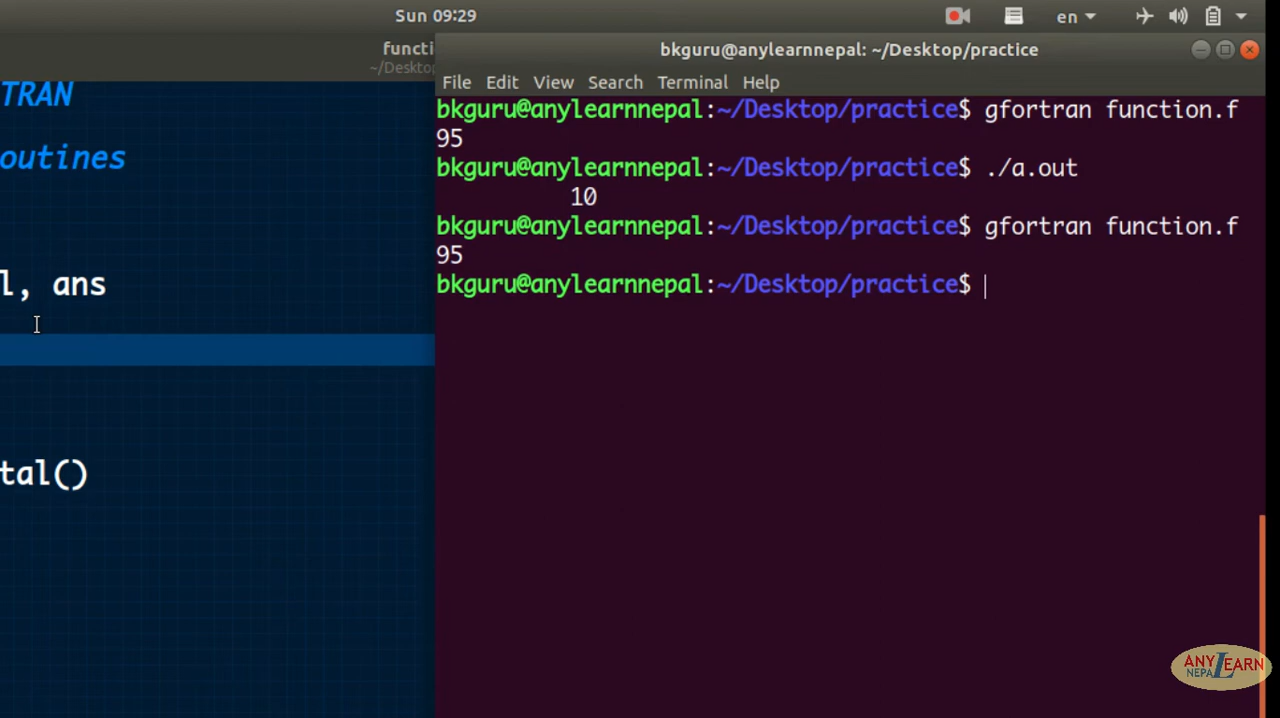 Sun 09:29
en
functi
~/Deskto
bkguru@anylearnnepal: ~/Desktop/practice
File Edit View Search Terminal Help
TRAN
outines
l, ans
tal()
bkguru@anylearnnepal:~/Desktop/practice$ gfortran function.f
95
bkguru@anylearnnepal:~/Desktop/practice$ ./a.out
10
bkguru@anylearnnepal:~/Desktop/practice$ gfortran function.f
95
bkguru@anylearnnepal:~/Desktop/practice$
ANY LEARN
NEPAL